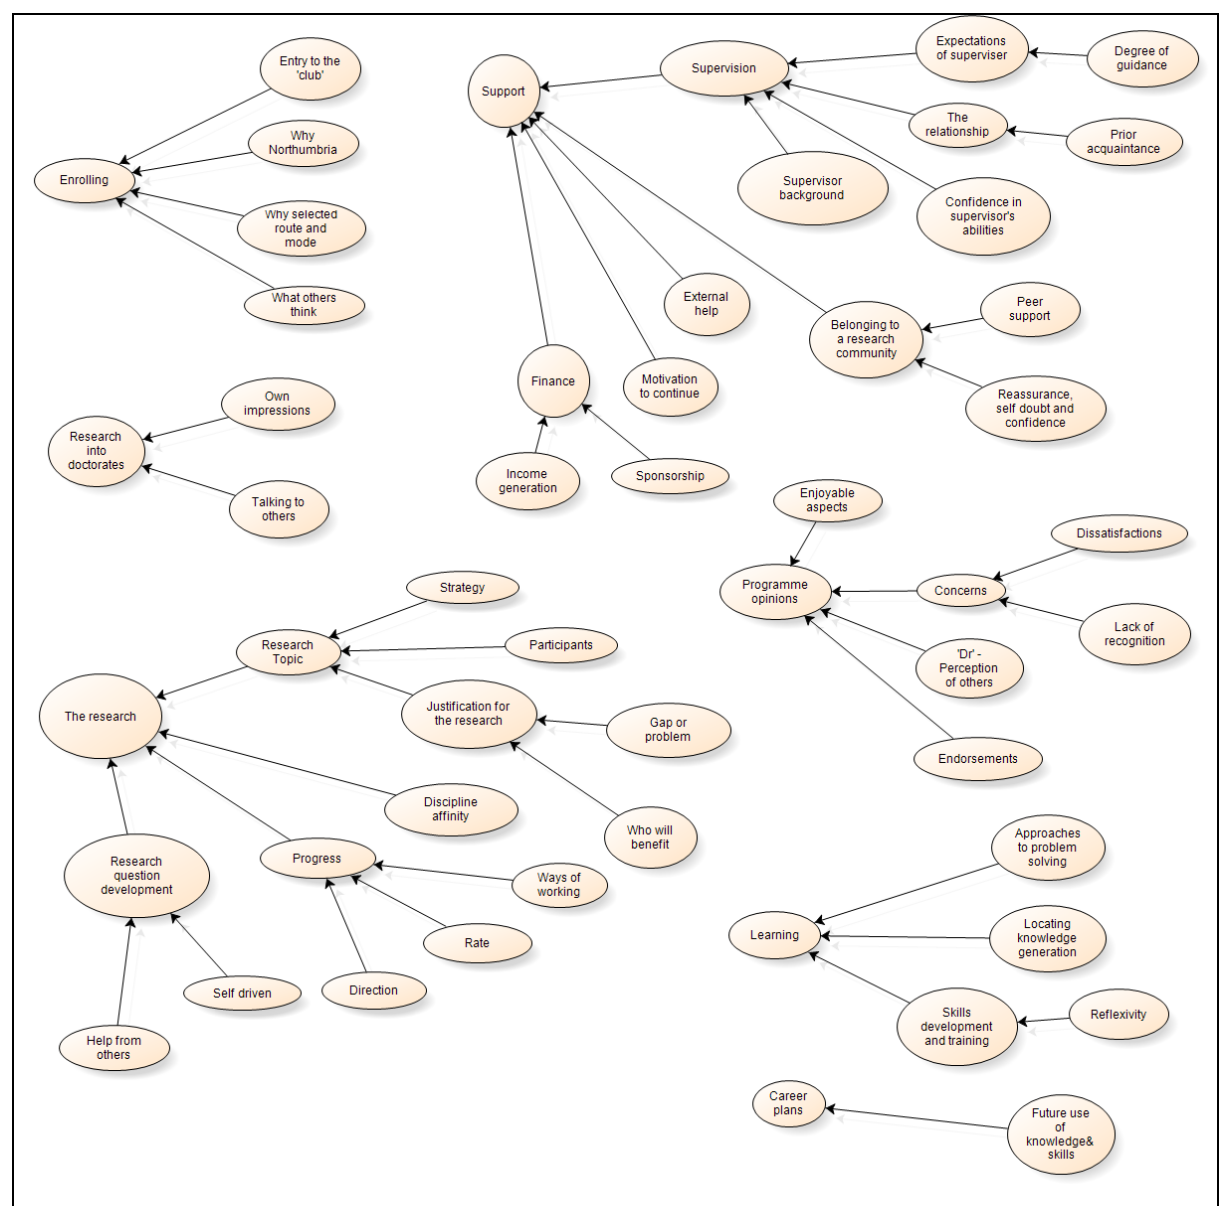 Entry to the
'club'
Why
Northumbria
Enrolling
Why selected
route and
mode
What others
think
Support
Supervision
Expectations
of superviser
Degree of
guidance
The
relationship
Prior
acquaintance
Supervisor
background
Confidence in
supervisor's
abilities
External
help
Belonging to
a research
community
Peer
support
Reassurance,
self doubt and
confidence
Finance
Motivation
to continue
Income
generation
Sponsorship
Own
impressions
Research
into
doctorates
Talking to
others
Enjoyable
aspects
Programme
opinions
Concerns
Dissatisfactions
Lack of
recognition
'Dr' -
Perception
of others
Endorsements
Strategy
Research
Topic
Participants
The research
Justification for
the research
Gap or
problem
Who will
benefit
Discipline
affinity
Research
question
development
Progress
Ways of
working
Rate
Direction
Self driven
Help from
others
Approaches
to problem
solving
Learning
Locating
knowledge
generation
Skills
development
and training
Reflexivity
Career
plans
Future use
of
knowledge&
skills